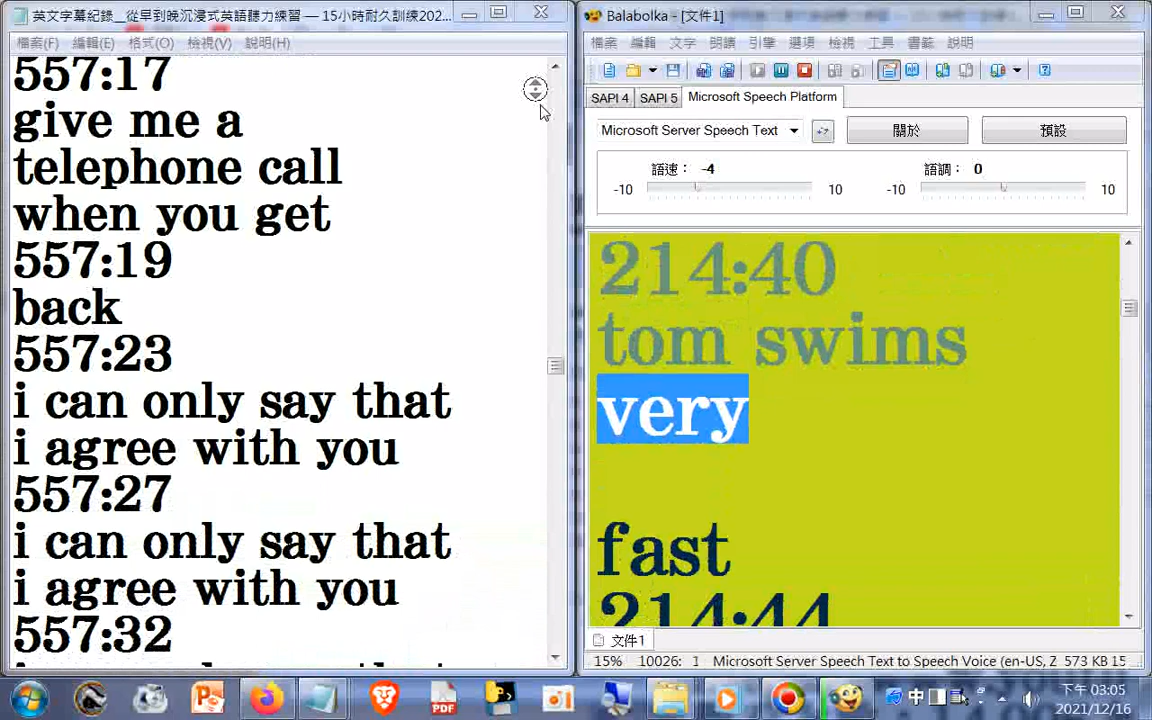 英文字幕紀錄__從早到晚沉浸式英語聽力練習 — 15小時耐久訓練202...
檔案(F) 編輯(E) 格式(O) 檢視(V) 說明(H)
557:17
give me a
telephone call
when you get
557:19
back
557:23
i can only say that
i agree with you
557:27
i can only say that
i agree with you
557:32
Balabolka - [文件1]
檔案 編輯 文字 朗讀 引擎 選項 檢視 工具 書籤 說明
SAPI 4 SAPI 5 Microsoft Speech Platform
Microsoft Server Speech Text 關於 預設
語速： -4 語調： 0
-10 10 -10 10
214:40
tom swims
very
fast
214:44
文件1
15% 10026: 1 Microsoft Server Speech Text to Speech Voice (en-US, Z 573 KB 15
PDF 中 下午 03:05
2021/12/16